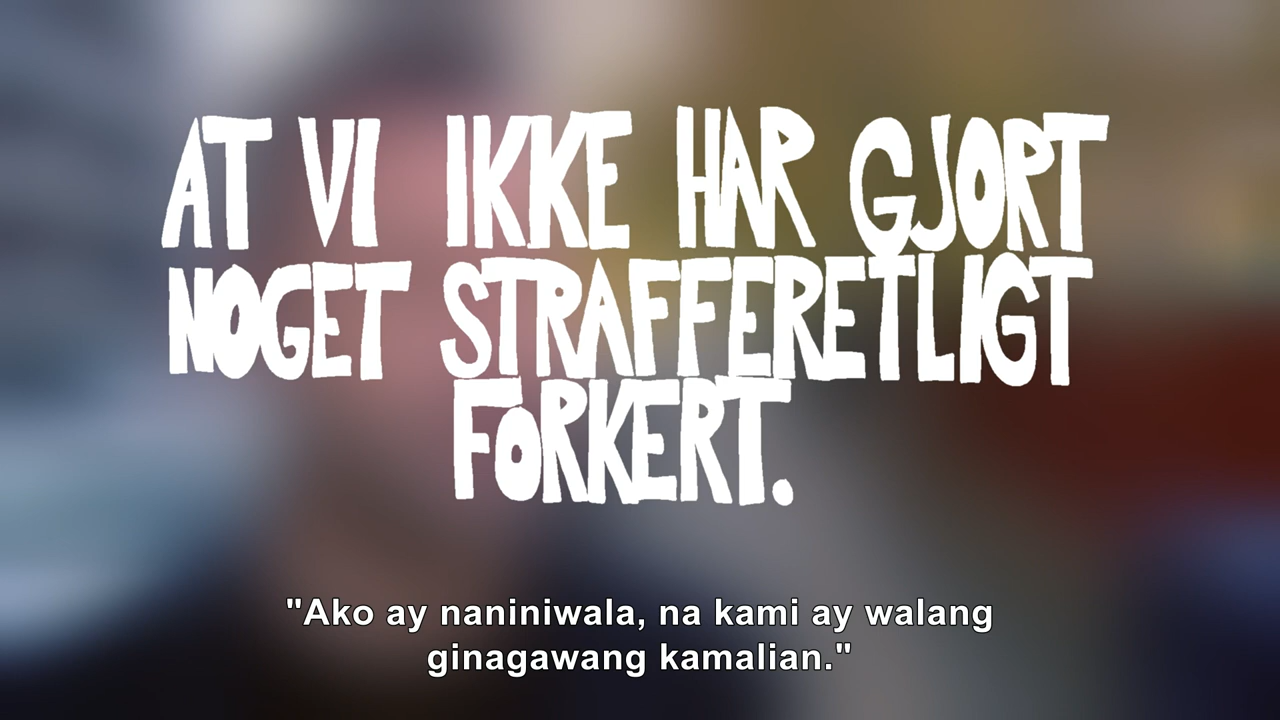 AT VI IKKE HAR GJORT
NOGET STRAFFERETLIGT
FORKERT.
"Ako ay naniniwala, na kami ay walang
ginagawang kamalian."